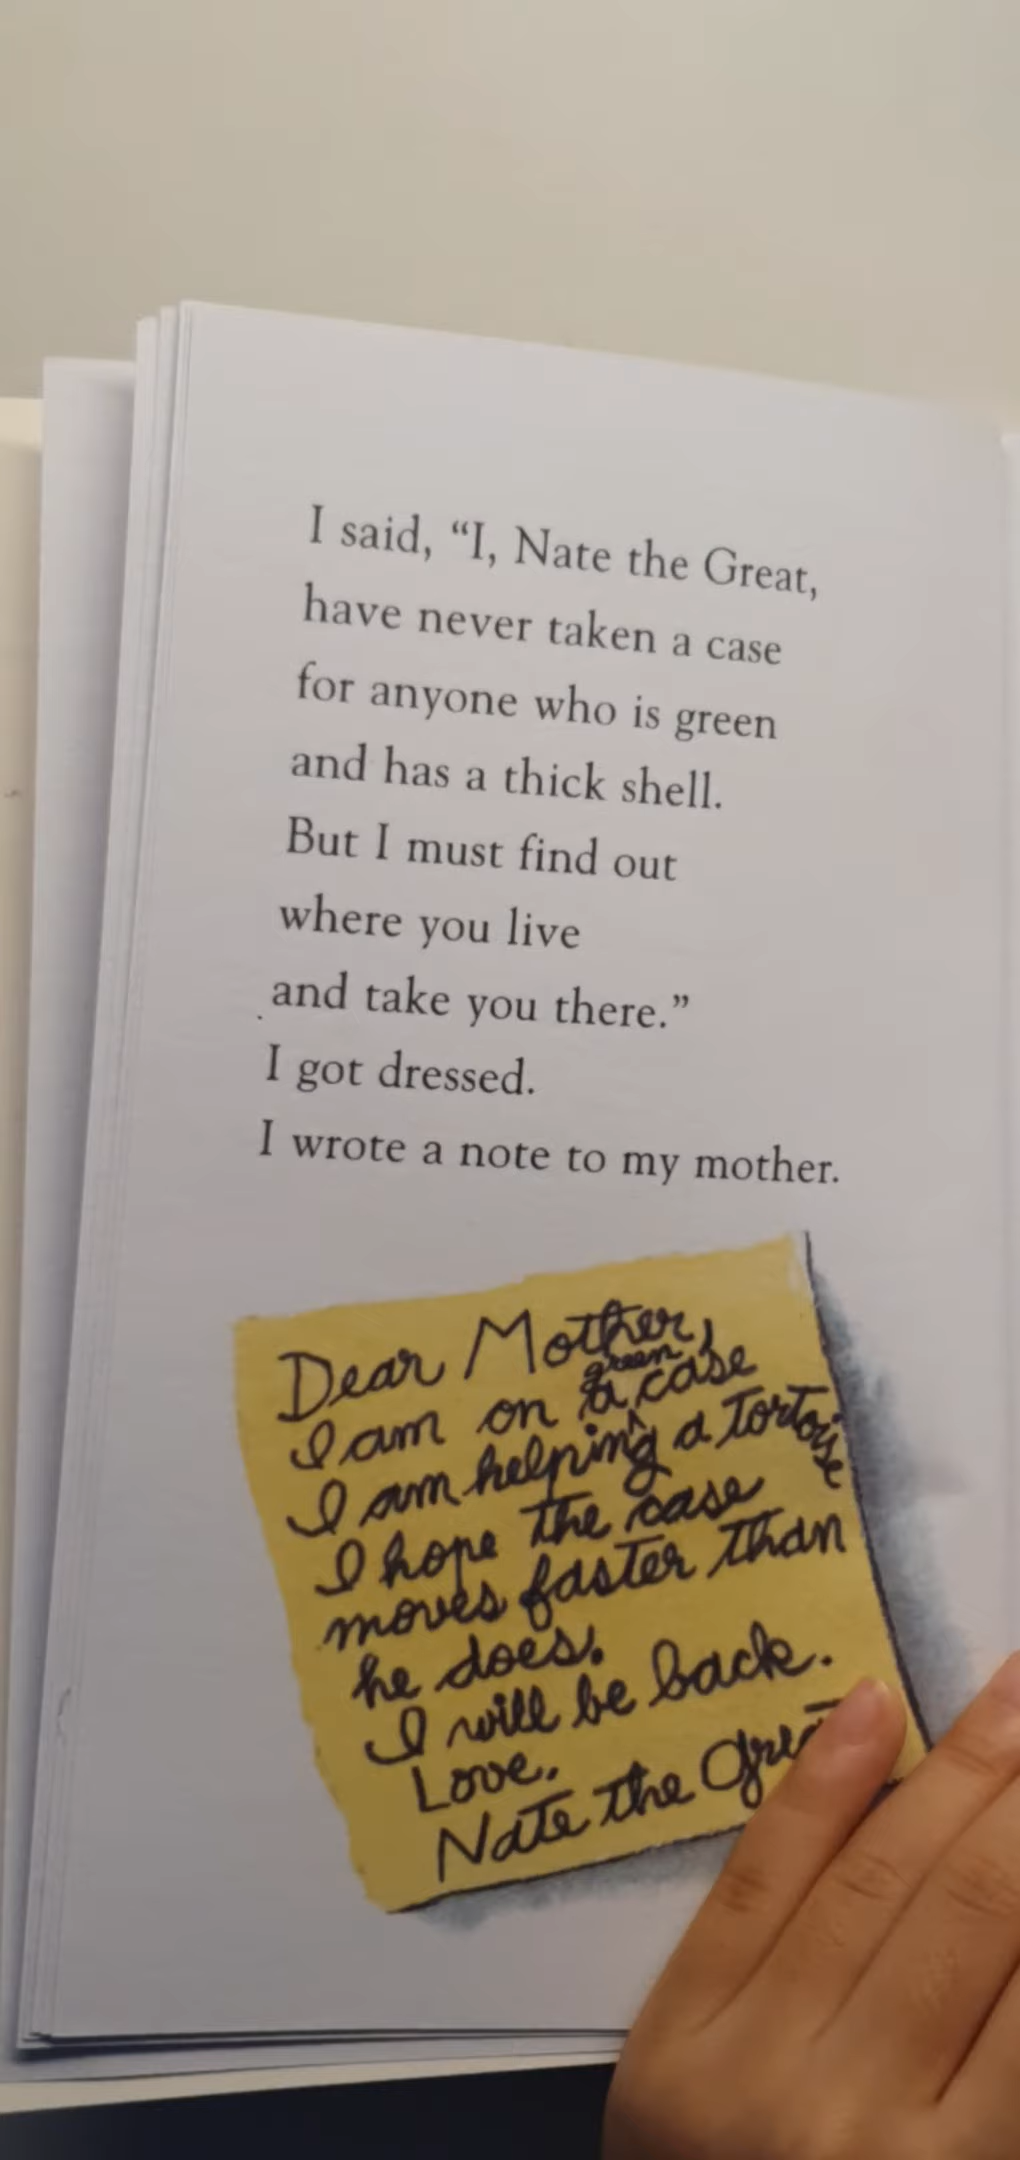 I said, “I, Nate the Great,
have never taken a case
for anyone who is green
and has a thick shell.
But I must find out
where you live
and take you there.”
I got dressed.
I wrote a note to my mother.
Dear Mother,
I am on a green case
I am helping a tortoise
I hope the case
moves faster than
he does.
I will be back.
Love,
Nate the